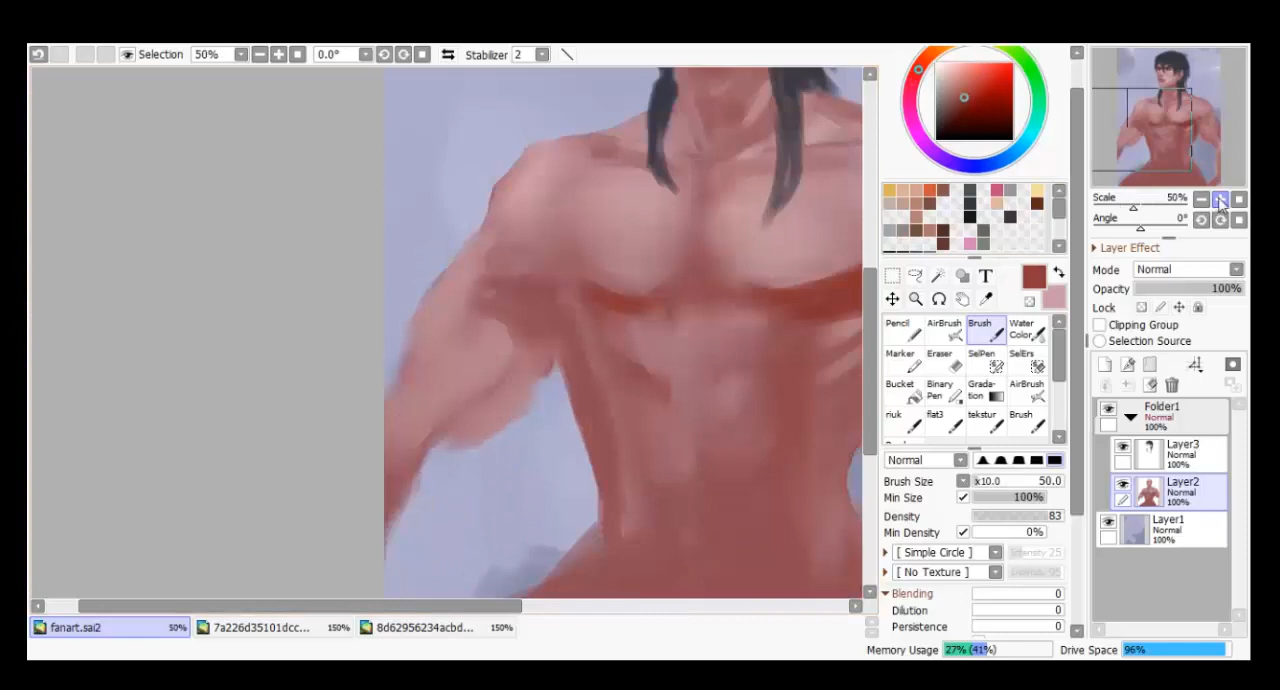 Selection 50% 0.0° Stabilizer 2
Scale 50%
Angle 0°
Layer Effect
Mode Normal
Opacity 100%
Lock
Clipping Group
Selection Source
T
Pencil AirBrush Brush Water Color
Marker Eraser SelPen SelErs
Bucket Binary Pen Grada-tion AirBrush
riuk flat3 tekstur Brush
Normal
Brush Size x10.0 50.0
Min Size 100%
Density 83
Min Density 0%
[ Simple Circle ] Intensity 25
[ No Texture ]
Blending 0
Dilution 0
Persistence 0
Folder1
Normal
100%
Layer3
Normal
100%
Layer2
Normal
100%
Layer1
Normal
100%
fanart.sai2 50% 7a226d35101dcc... 150% 8d62956234acbd... 150%
Memory Usage 27% (41%) Drive Space 96%